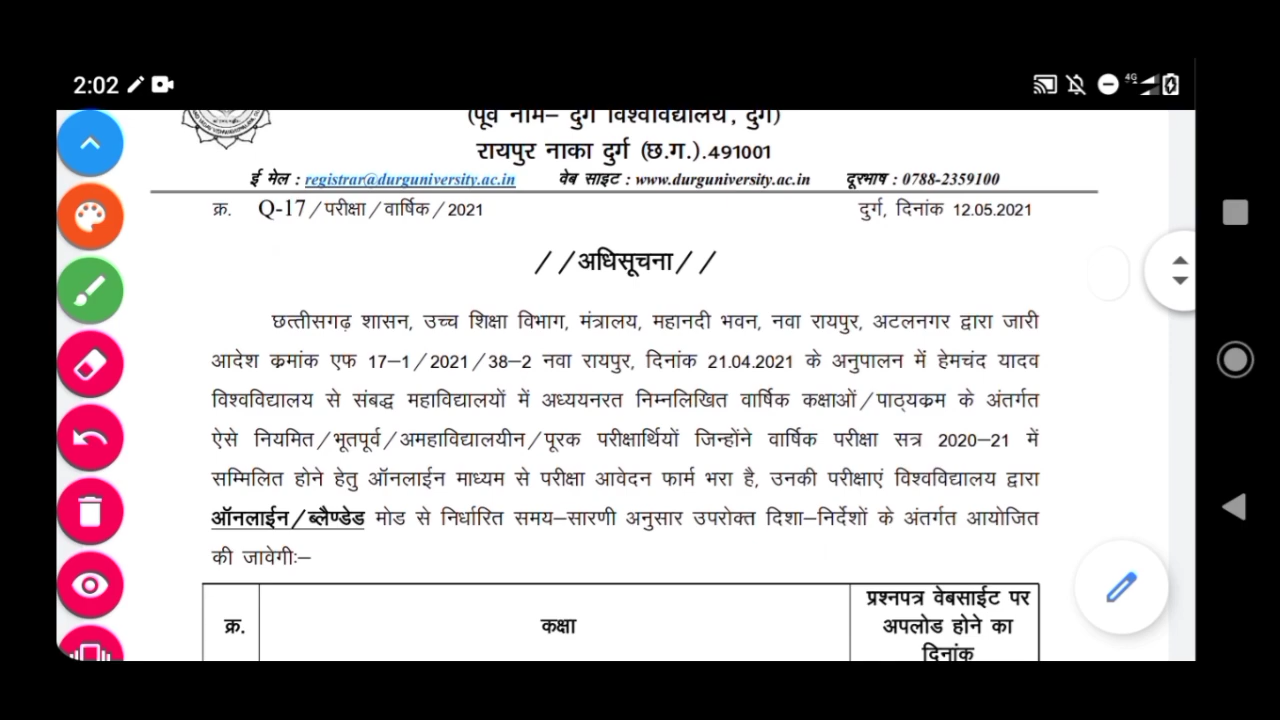 2:02
4G
(पूर्व नाम– दुर्ग विश्वविद्यालय, दुर्ग)
रायपुर नाका दुर्ग (छ.ग.).491001
ई मेल : registrar@durguniversity.ac.in वेब साइट : www.durguniversity.ac.in दूरभाष : 0788-2359100
क्र. Q-17/परीक्षा/वार्षिक/2021 दुर्ग, दिनांक 12.05.2021
//अधिसूचना//
छत्तीसगढ़ शासन, उच्च शिक्षा विभाग, मंत्रालय, महानदी भवन, नवा रायपुर, अटलनगर द्वारा जारी
आदेश क्रमांक एफ 17–1/2021/38–2 नवा रायपुर, दिनांक 21.04.2021 के अनुपालन में हेमचंद यादव
विश्वविद्यालय से संबद्ध महाविद्यालयों में अध्ययनरत निम्नलिखित वार्षिक कक्षाओं/पाठ्यक्रम के अंतर्गत
ऐसे नियमित/भूतपूर्व/अमहाविद्यालयीन/पूरक परीक्षार्थियों जिन्होंने वार्षिक परीक्षा सत्र 2020–21 में
सम्मिलित होने हेतु ऑनलाईन माध्यम से परीक्षा आवेदन फार्म भरा है, उनकी परीक्षाएं विश्वविद्यालय द्वारा
ऑनलाईन/ब्लैण्डेड मोड से निर्धारित समय–सारणी अनुसार उपरोक्त दिशा–निर्देशों के अंतर्गत आयोजित
की जावेगी:–
क्र. कक्षा प्रश्नपत्र वेबसाईट पर
अपलोड होने का
दिनांक